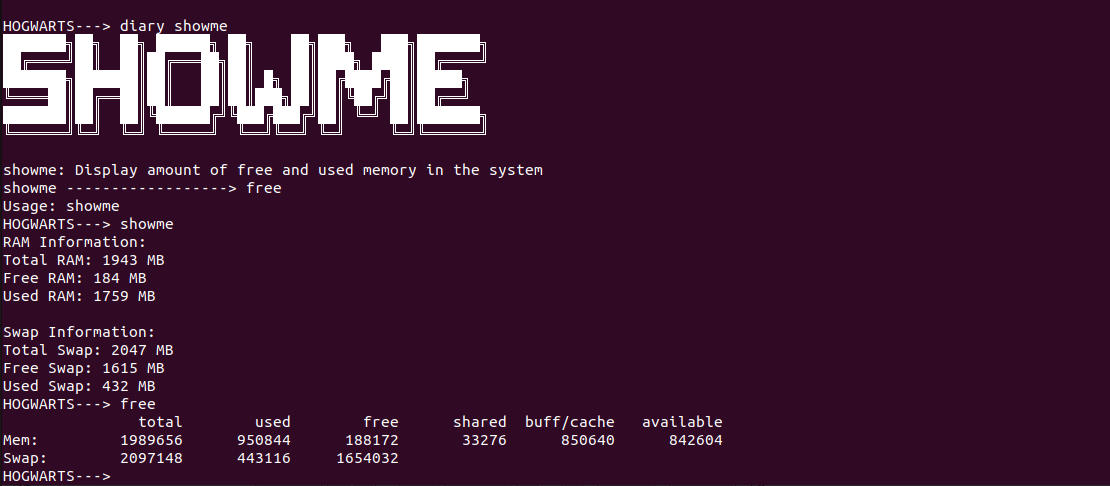 HOGWARTS---> diary showme
SHOWME
showme: Display amount of free and used memory in the system
showme ------------------> free
Usage: showme
HOGWARTS---> showme
RAM Information:
Total RAM: 1943 MB
Free RAM: 184 MB
Used RAM: 1759 MB
Swap Information:
Total Swap: 2047 MB
Free Swap: 1615 MB
Used Swap: 432 MB
HOGWARTS---> free
total used free shared buff/cache available
Mem: 1989656 950844 188172 33276 850640 842604
Swap: 2097148 443116 1654032
HOGWARTS--->